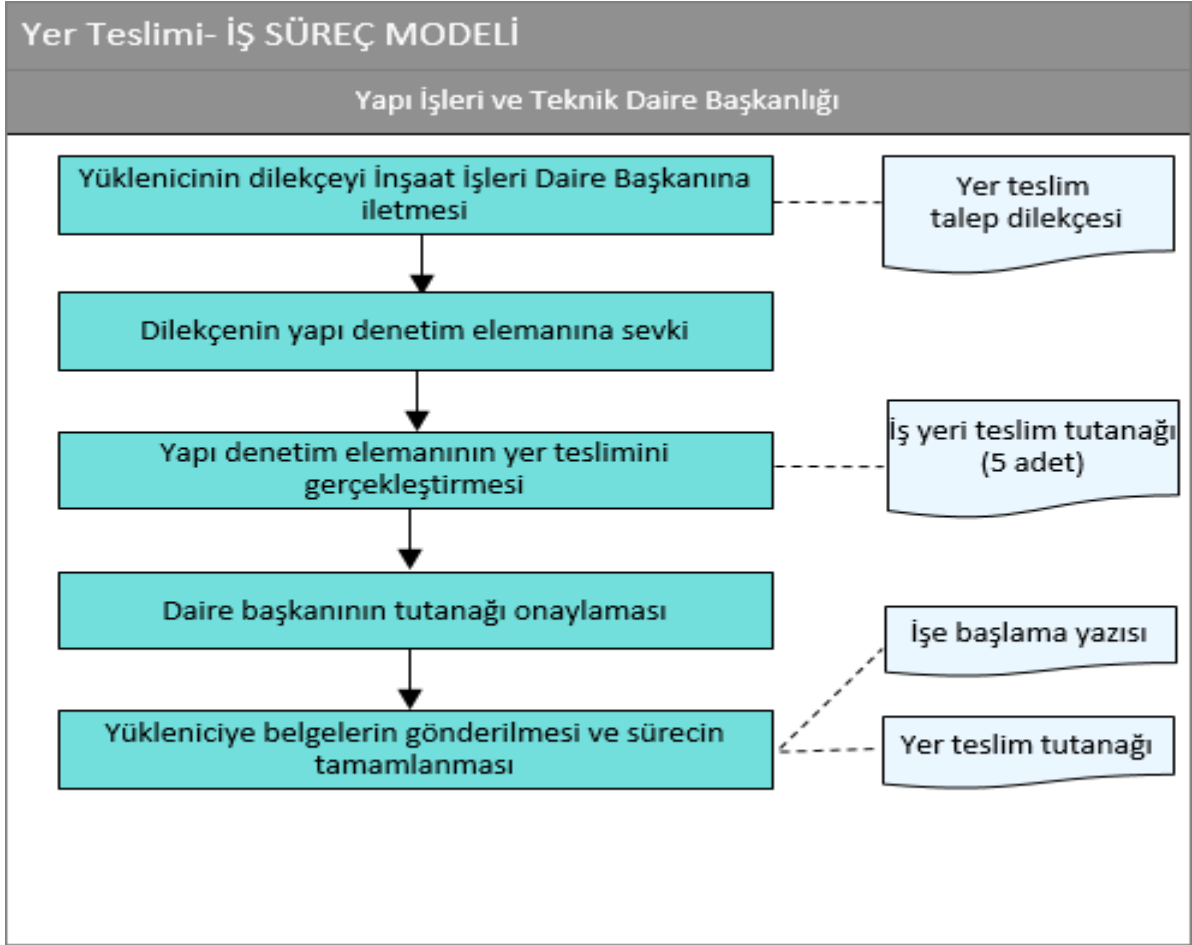 Yer Teslimi- İŞ SÜREÇ MODELİ
Yapı İşleri ve Teknik Daire Başkanlığı
Yüklenicinin dilekçeyi İnşaat İşleri Daire Başkanına
iletmesi
Yer teslim
talep dilekçesi
Dilekçenin yapı denetim elemanına sevki
Yapı denetim elemanının yer teslimini
gerçekleştirmesi
İş yeri teslim tutanağı
(5 adet)
Daire başkanının tutanağı onaylaması
İşe başlama yazısı
Yükleniciye belgelerin gönderilmesi ve sürecin
tamamlanması
Yer teslim tutanağı